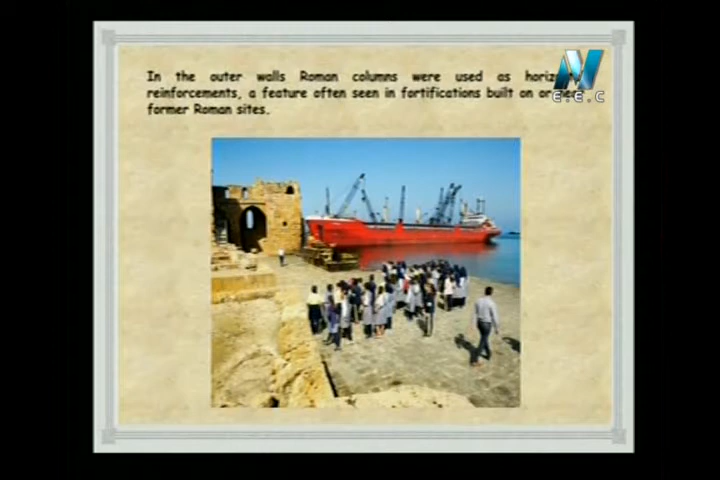 In the outer walls Roman columns were used as
reinforcements, a feature often seen in fortifications built on or
former Roman sites.
E.E.C